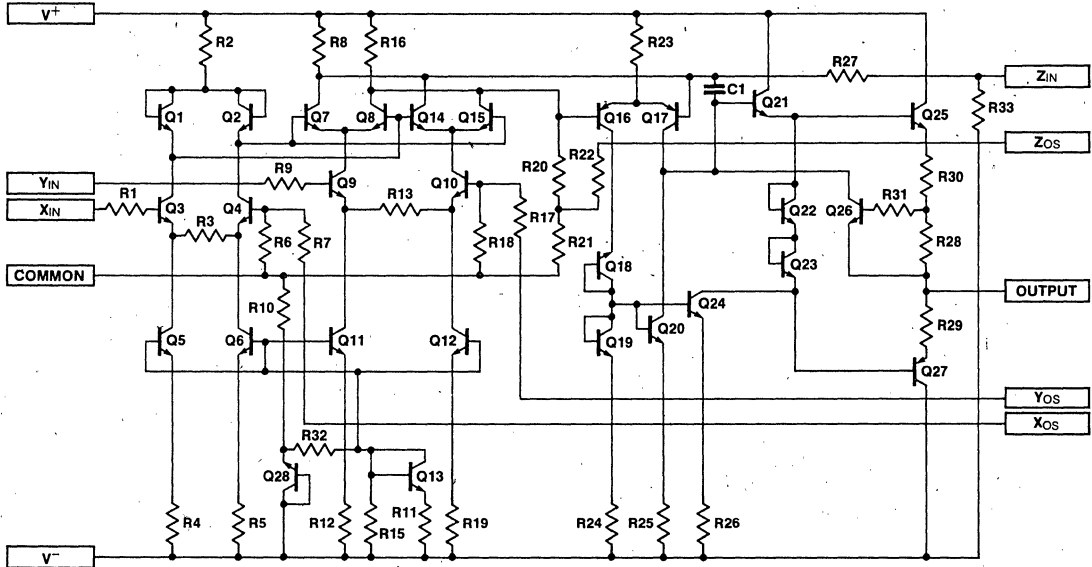 V+
R2
R8
R16
R23
R27
ZIN
C1
Q1
Q2
Q7
Q8
Q14
Q15
Q16
Q17
Q21
Q25
R33
ZOS
R20
R22
YIN
R9
Q9
Q10
R30
R1
XIN
Q3
Q4
R13
R17
Q22
Q26
R31
R3
R6
R7
R18
R21
R28
COMMON
Q18
Q23
OUTPUT
R10
Q24
R29
Q5
Q6
Q11
Q12
Q19
Q20
Q27
YOS
XOS
R32
Q28
Q13
R4
R5
R12
R11
R15
R19
R24
R25
R26
V−